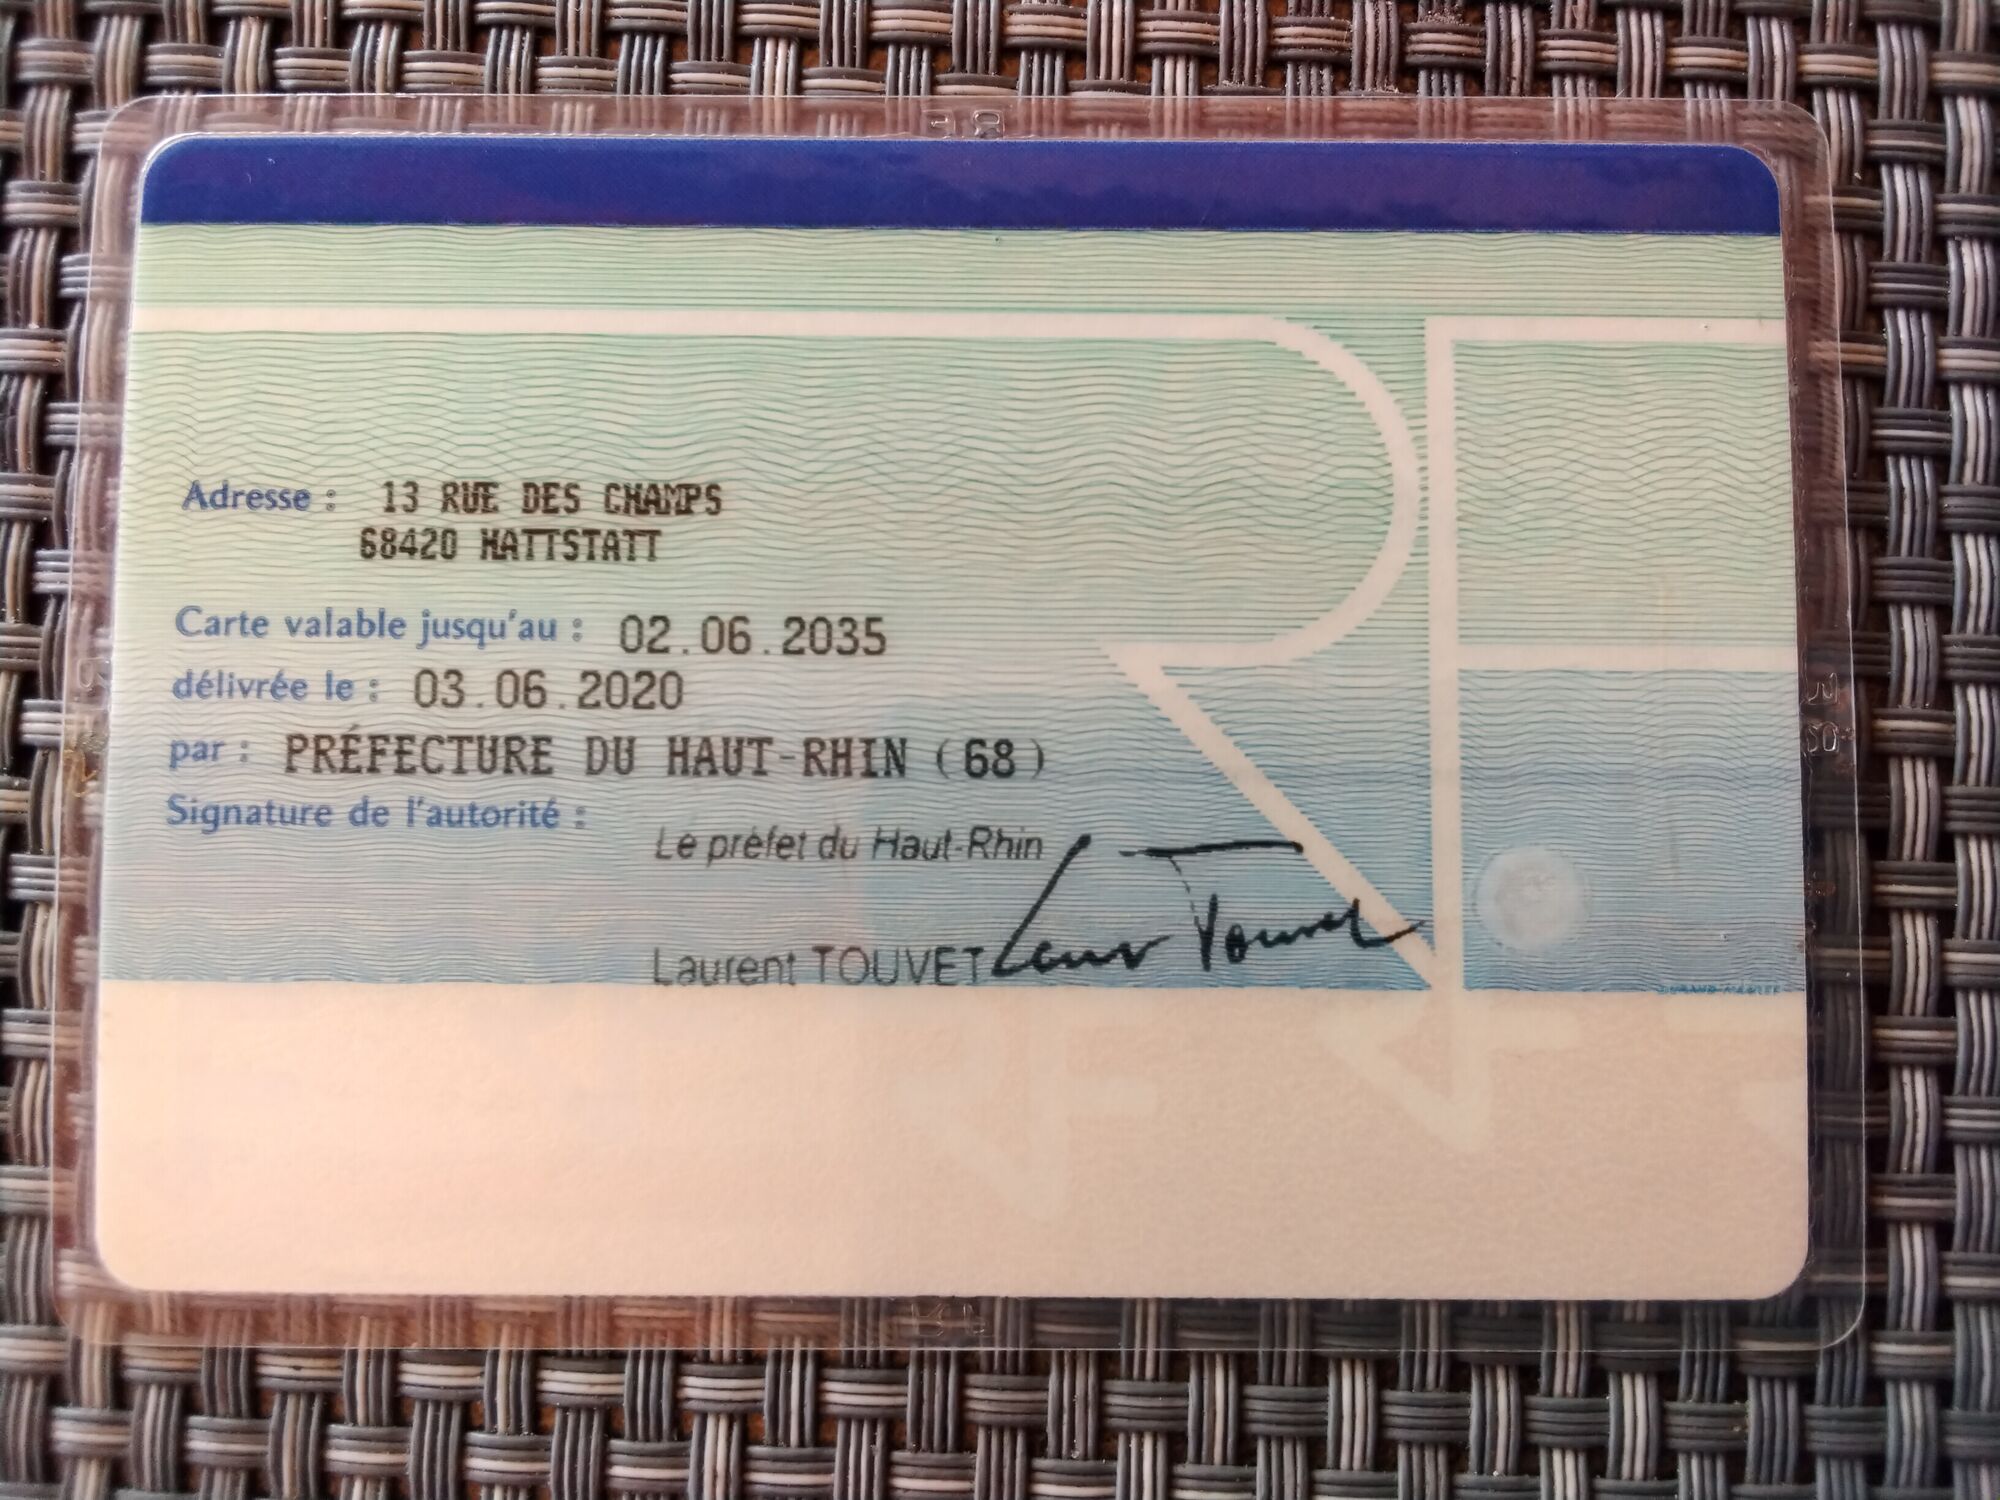 Adresse : 13 RUE DES CHAMPS
68420 HATTSTATT
Carte valable jusqu'au : 02.06.2035
délivrée le : 03.06.2020
par : PRÉFECTURE DU HAUT-RHIN (68)
Signature de l'autorité :
Le préfet du Haut-Rhin
Laurent TOUVET
RF